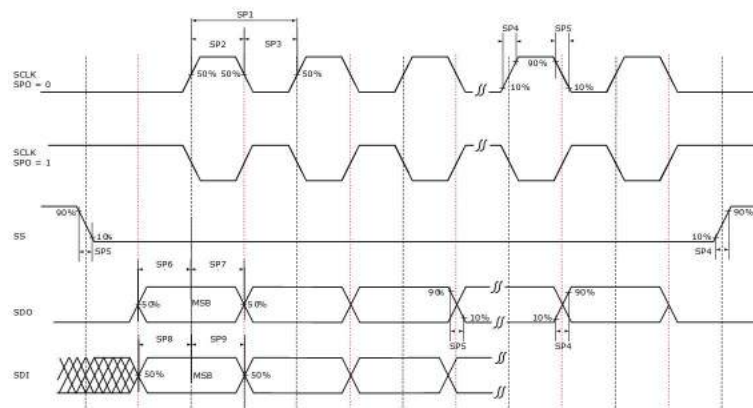 SP1
SP4 SP5
SP2 SP3
SCLK
SPO = 0
50% 50% 50% 90% 10% 10%
SCLK
SPO = 1
90% 10% 10% 90%
SS
SP5 SP4
SP6 SP7
SDO 50% MSB 50% 90% 10% 10% 90%
SP8 SP9 SP5 SP4
SDI 50% MSB 50%